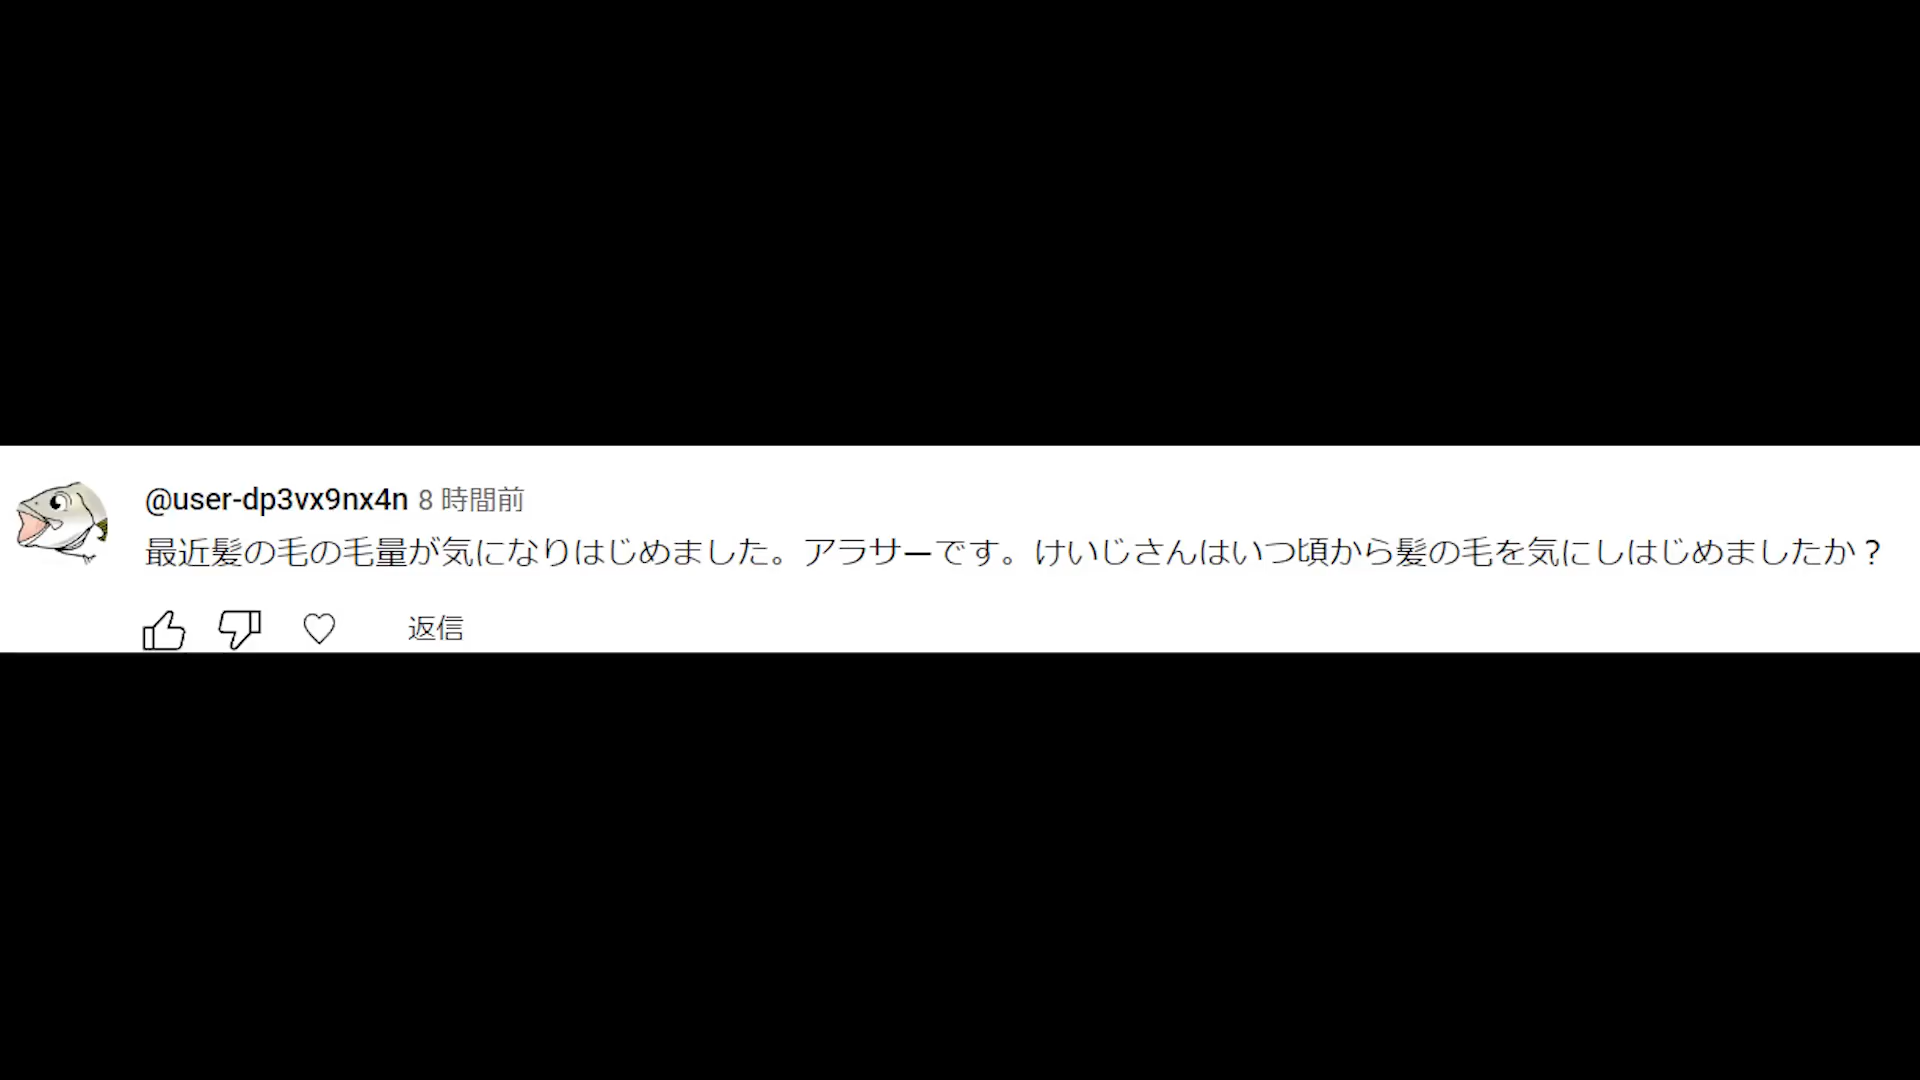 @user-dp3vx9nx4n 8 時間前
最近髪の毛の毛量が気になりはじめました。アラサーです。けいじさんはいつ頃から髪の毛を気にしはじめましたか？
返信